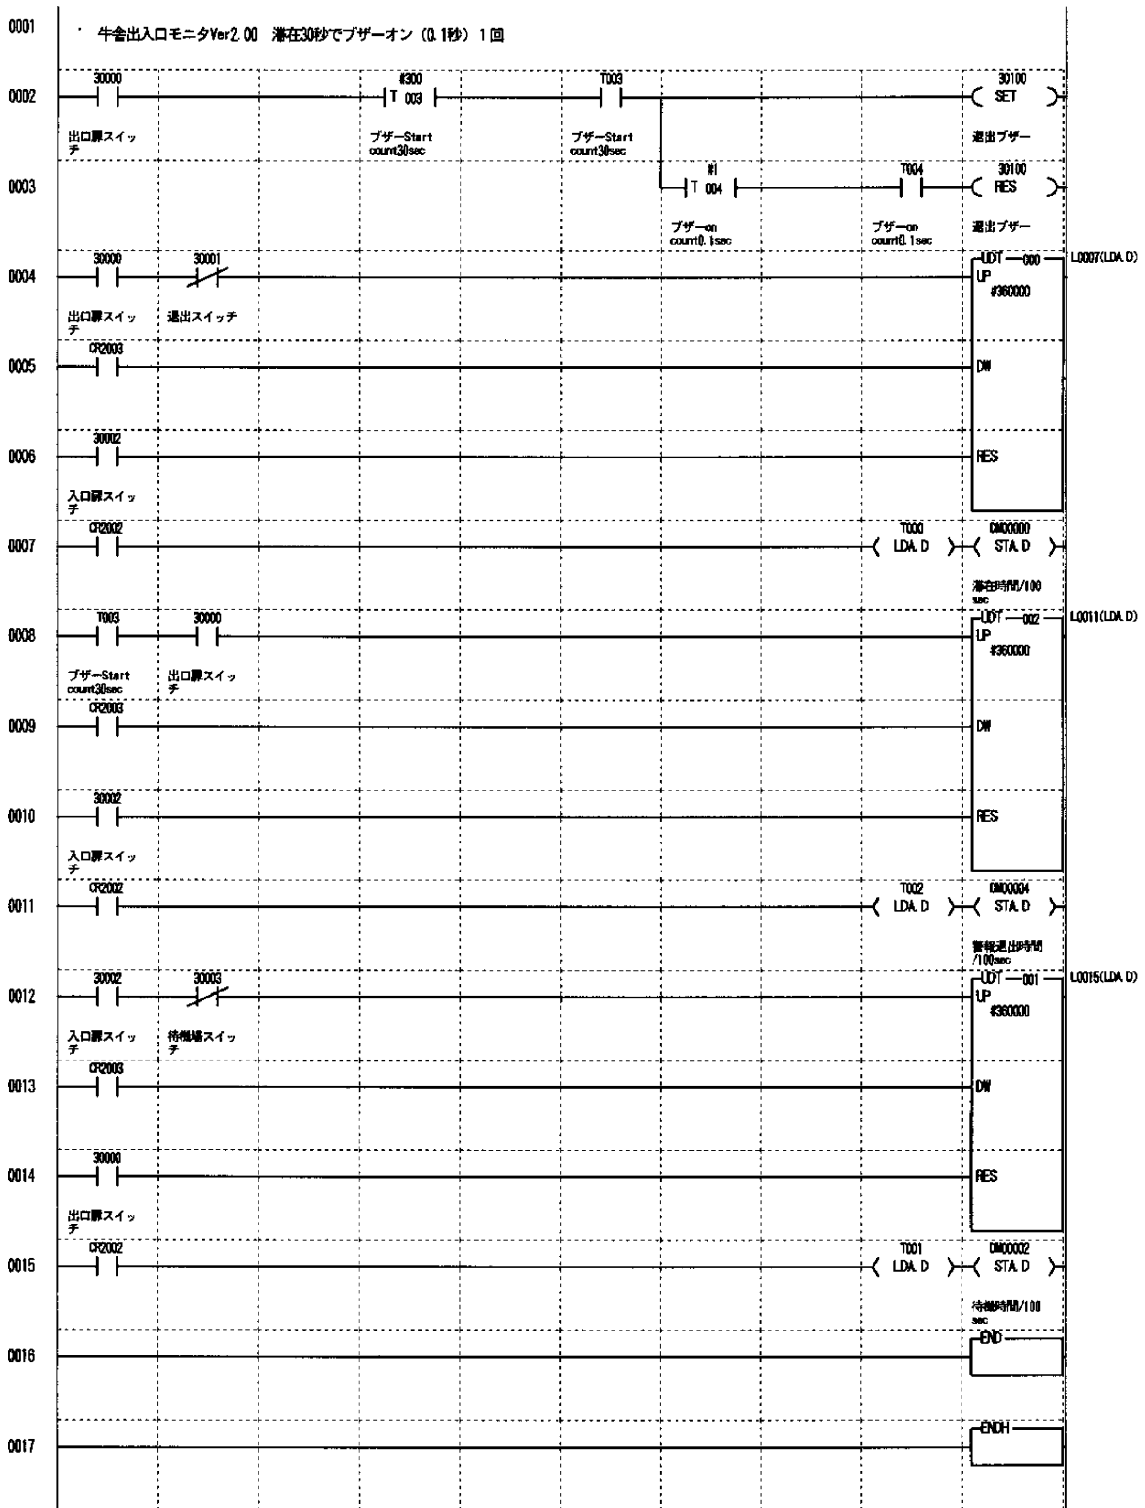 0001
' 牛舎出入口モニタVer2.00 滞在30秒でブザーオン (0.1秒) 1回
30000 #300 T003 30100
0002 T 003 SET
出口扉スイッ ブザーStart ブザーStart 退出ブザー
チ count30sec count30sec
#1 T004 30100
0003 T 004 RES
ブザーon ブザーon 退出ブザー
count0.1sec count0.1sec
30000 30001 UDT 000 L0007(LDA.D)
0004 UP
#360000
出口扉スイッ 退出スイッチ
チ
CR2003
0005 DW
30002
0006 RES
入口扉スイッ
チ
CR2002 T000 DM00000
0007 LDA.D STA.D
滞在時間/100
sec
T003 30000 UDT 002 L0011(LDA.D)
0008 UP
#360000
ブザーStart 出口扉スイッ
count30sec チ
CR2003
0009 DW
30002
0010 RES
入口扉スイッ
チ
CR2002 T002 DM00004
0011 LDA.D STA.D
警報退出時間
/100sec
30002 30003 UDT 001 L0015(LDA.D)
0012 UP
#360000
入口扉スイッ 待機場スイッ
チ チ
CR2003
0013 DW
30000
0014 RES
出口扉スイッ
チ
CR2002 T001 DM00002
0015 LDA.D STA.D
待機時間/100
sec
END
0016
ENDH
0017